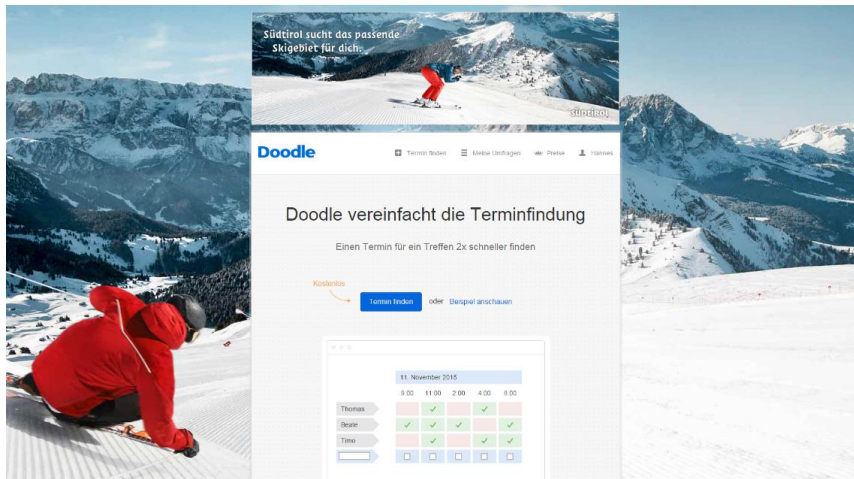 Südtirol sucht das passende
Skigebiet für dich.
SÜDTIROL
Doodle
Termin finden Meine Umfragen Preise Hannes
Doodle vereinfacht die Terminfindung
Einen Termin für ein Treffen 2x schneller finden
Kostenlos
Termin finden oder Beispiel anschauen
11. November 2015
9:00 11:00 2:00 4:00 8:00
Thomas
Beate
Timo